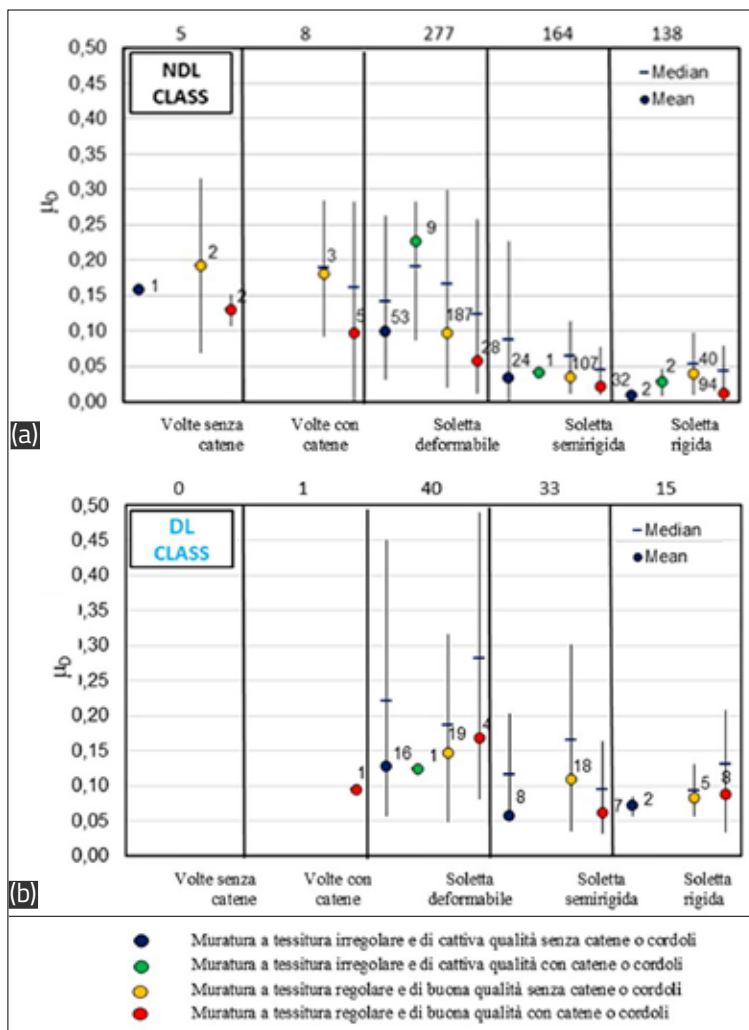 5 8 277 164 138
0,50
0,45
0,40
0,35
0,30
0,25
0,20
0,15
0,10
0,05
0,00
μD
NDL
CLASS
Median
Mean
1 2 2 3 5 53 9 187 28 24 1 107 32 2 2 40 94
(a)
Volte senza
catene
Volte con
catene
Soletta
deformabile
Soletta
semirigida
Soletta
rigida
0 1 40 33 15
0,50
0,45
0,40
0,35
0,30
0,25
0,20
0,15
0,10
0,05
0,00
μD
DL
CLASS
Median
Mean
1 16 1 19 4 8 18 7 2 5 8
(b)
Volte senza
catene
Volte con
catene
Soletta
deformabile
Soletta
semirigida
Soletta
rigida
Muratura a tessitura irregolare e di cattiva qualità senza catene o cordoli
Muratura a tessitura irregolare e di cattiva qualità con catene o cordoli
Muratura a tessitura regolare e di buona qualità senza catene o cordoli
Muratura a tessitura regolare e di buona qualità con catene o cordoli